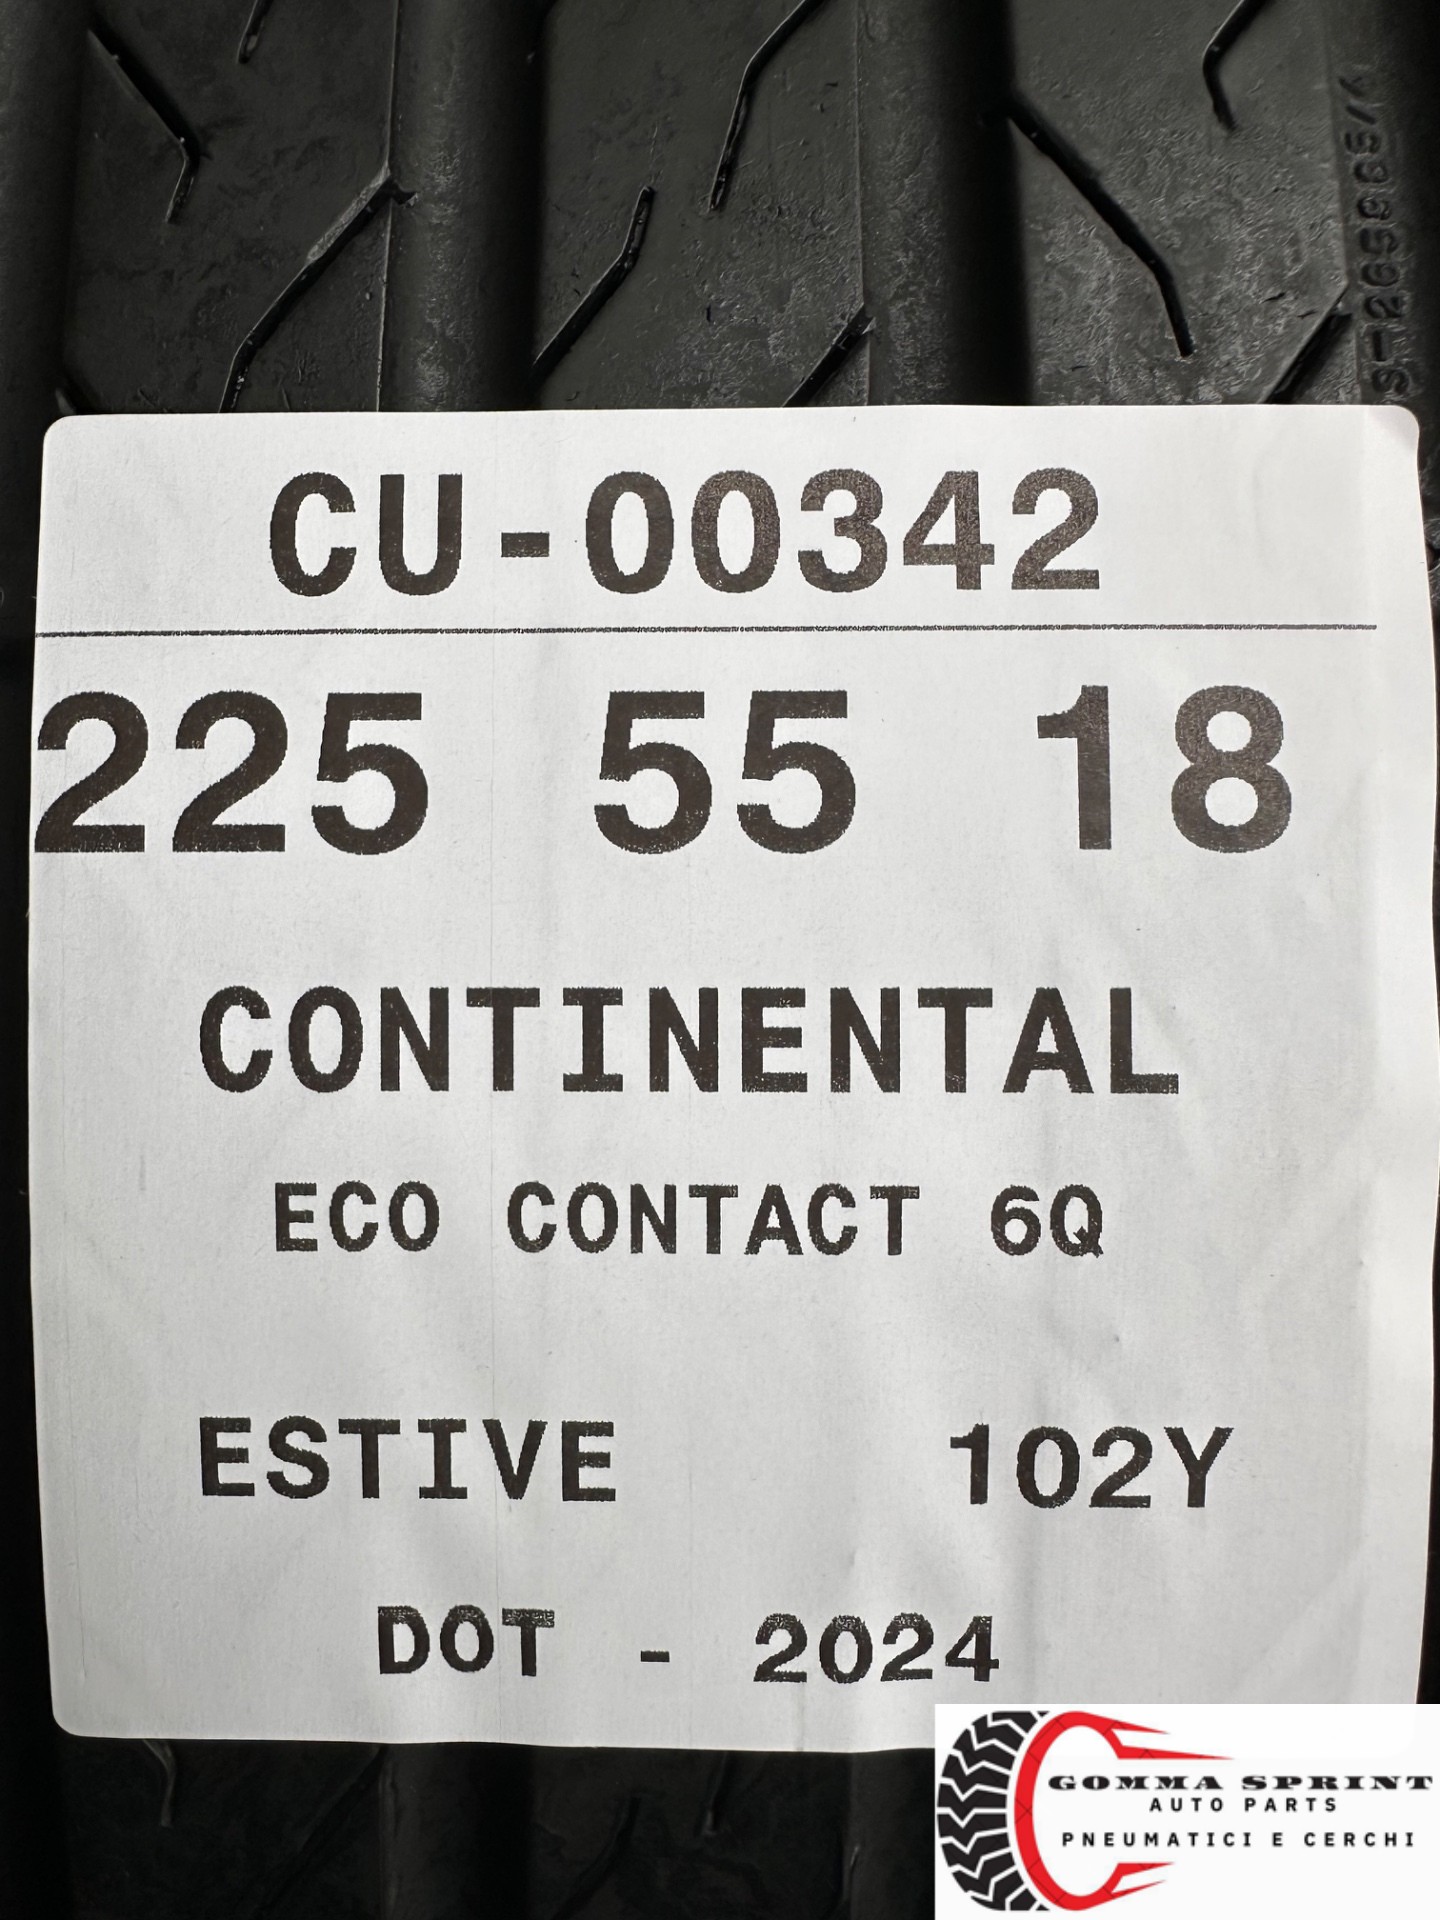 CU-00342
225 55 18
CONTINENTAL
ECO CONTACT 6Q
ESTIVE 102Y
DOT - 2024
GOMMA SPRINT
AUTO PARTS
PNEUMATICI E CERCHI